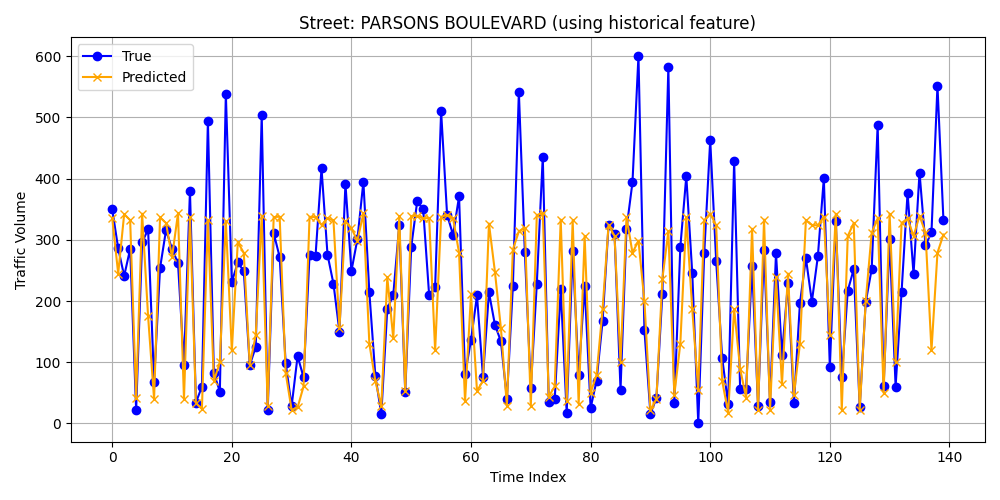 Street: PARSONS BOULEVARD (using historical feature)
True
Predicted
Traffic Volume
600
500
400
300
200
100
0
0 20 40 60 80 100 120 140
Time Index